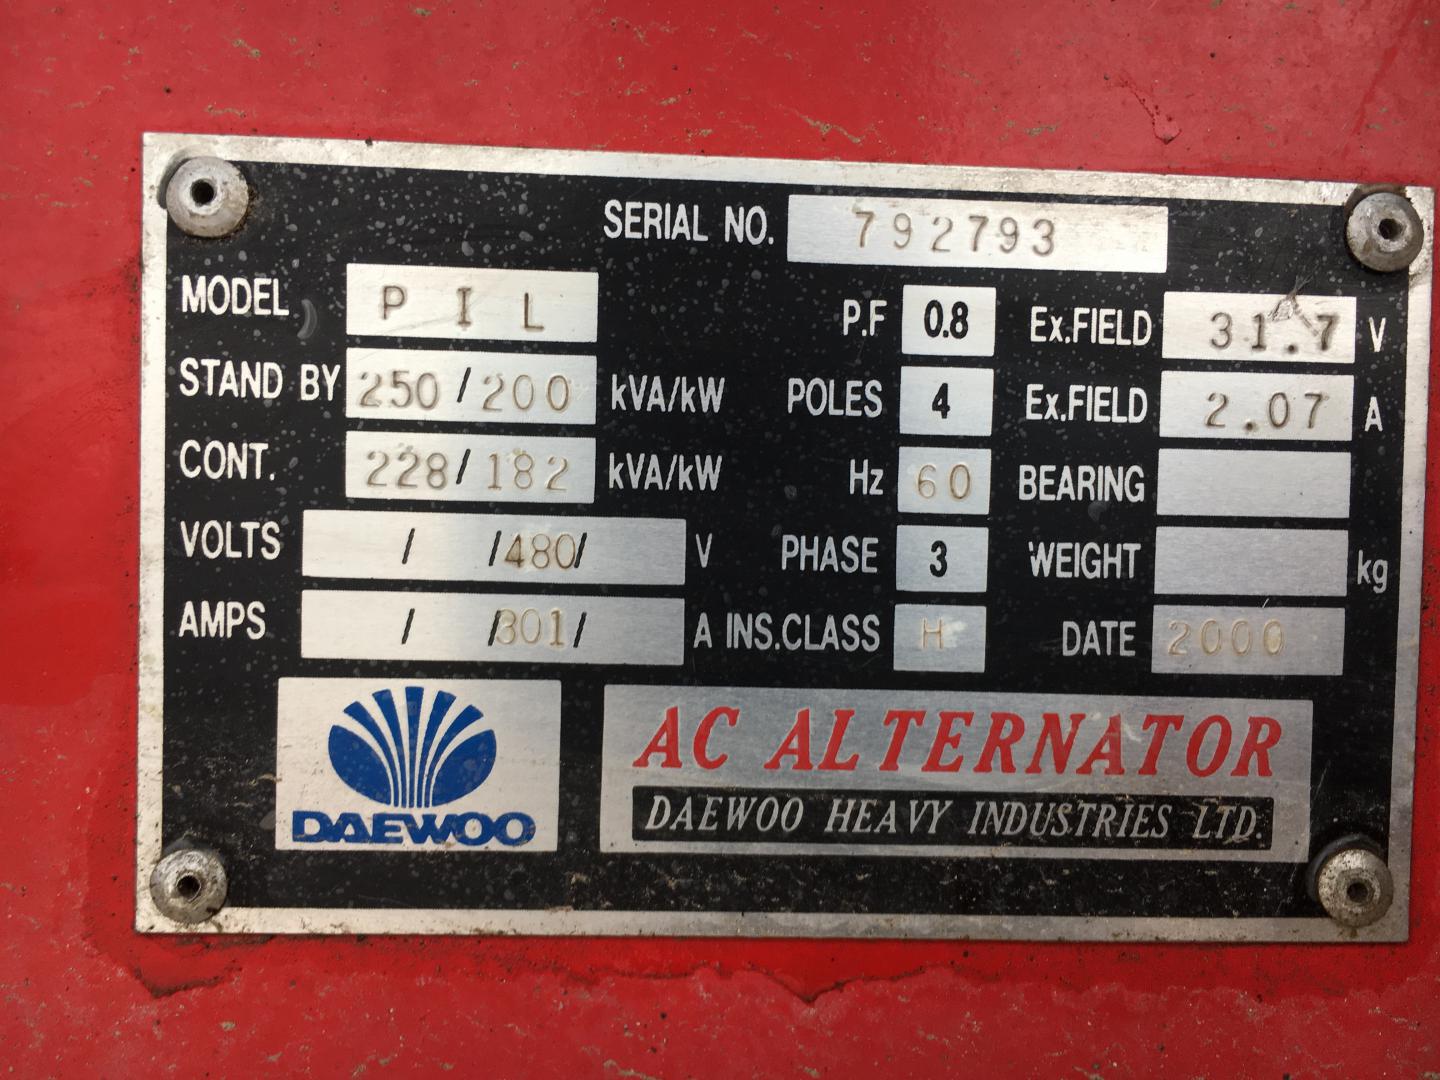 SERIAL NO. 792793
MODEL P I L P.F 0.8 Ex.FIELD 31.7 V
STAND BY 250/200 kVA/kW POLES 4 Ex.FIELD 2.07 A
CONT. 228/182 kVA/kW Hz 60 BEARING
VOLTS / /480/ V PHASE 3 WEIGHT kg
AMPS / /301/ A INS.CLASS H DATE 2000
DAEWOO
AC ALTERNATOR
DAEWOO HEAVY INDUSTRIES LTD.